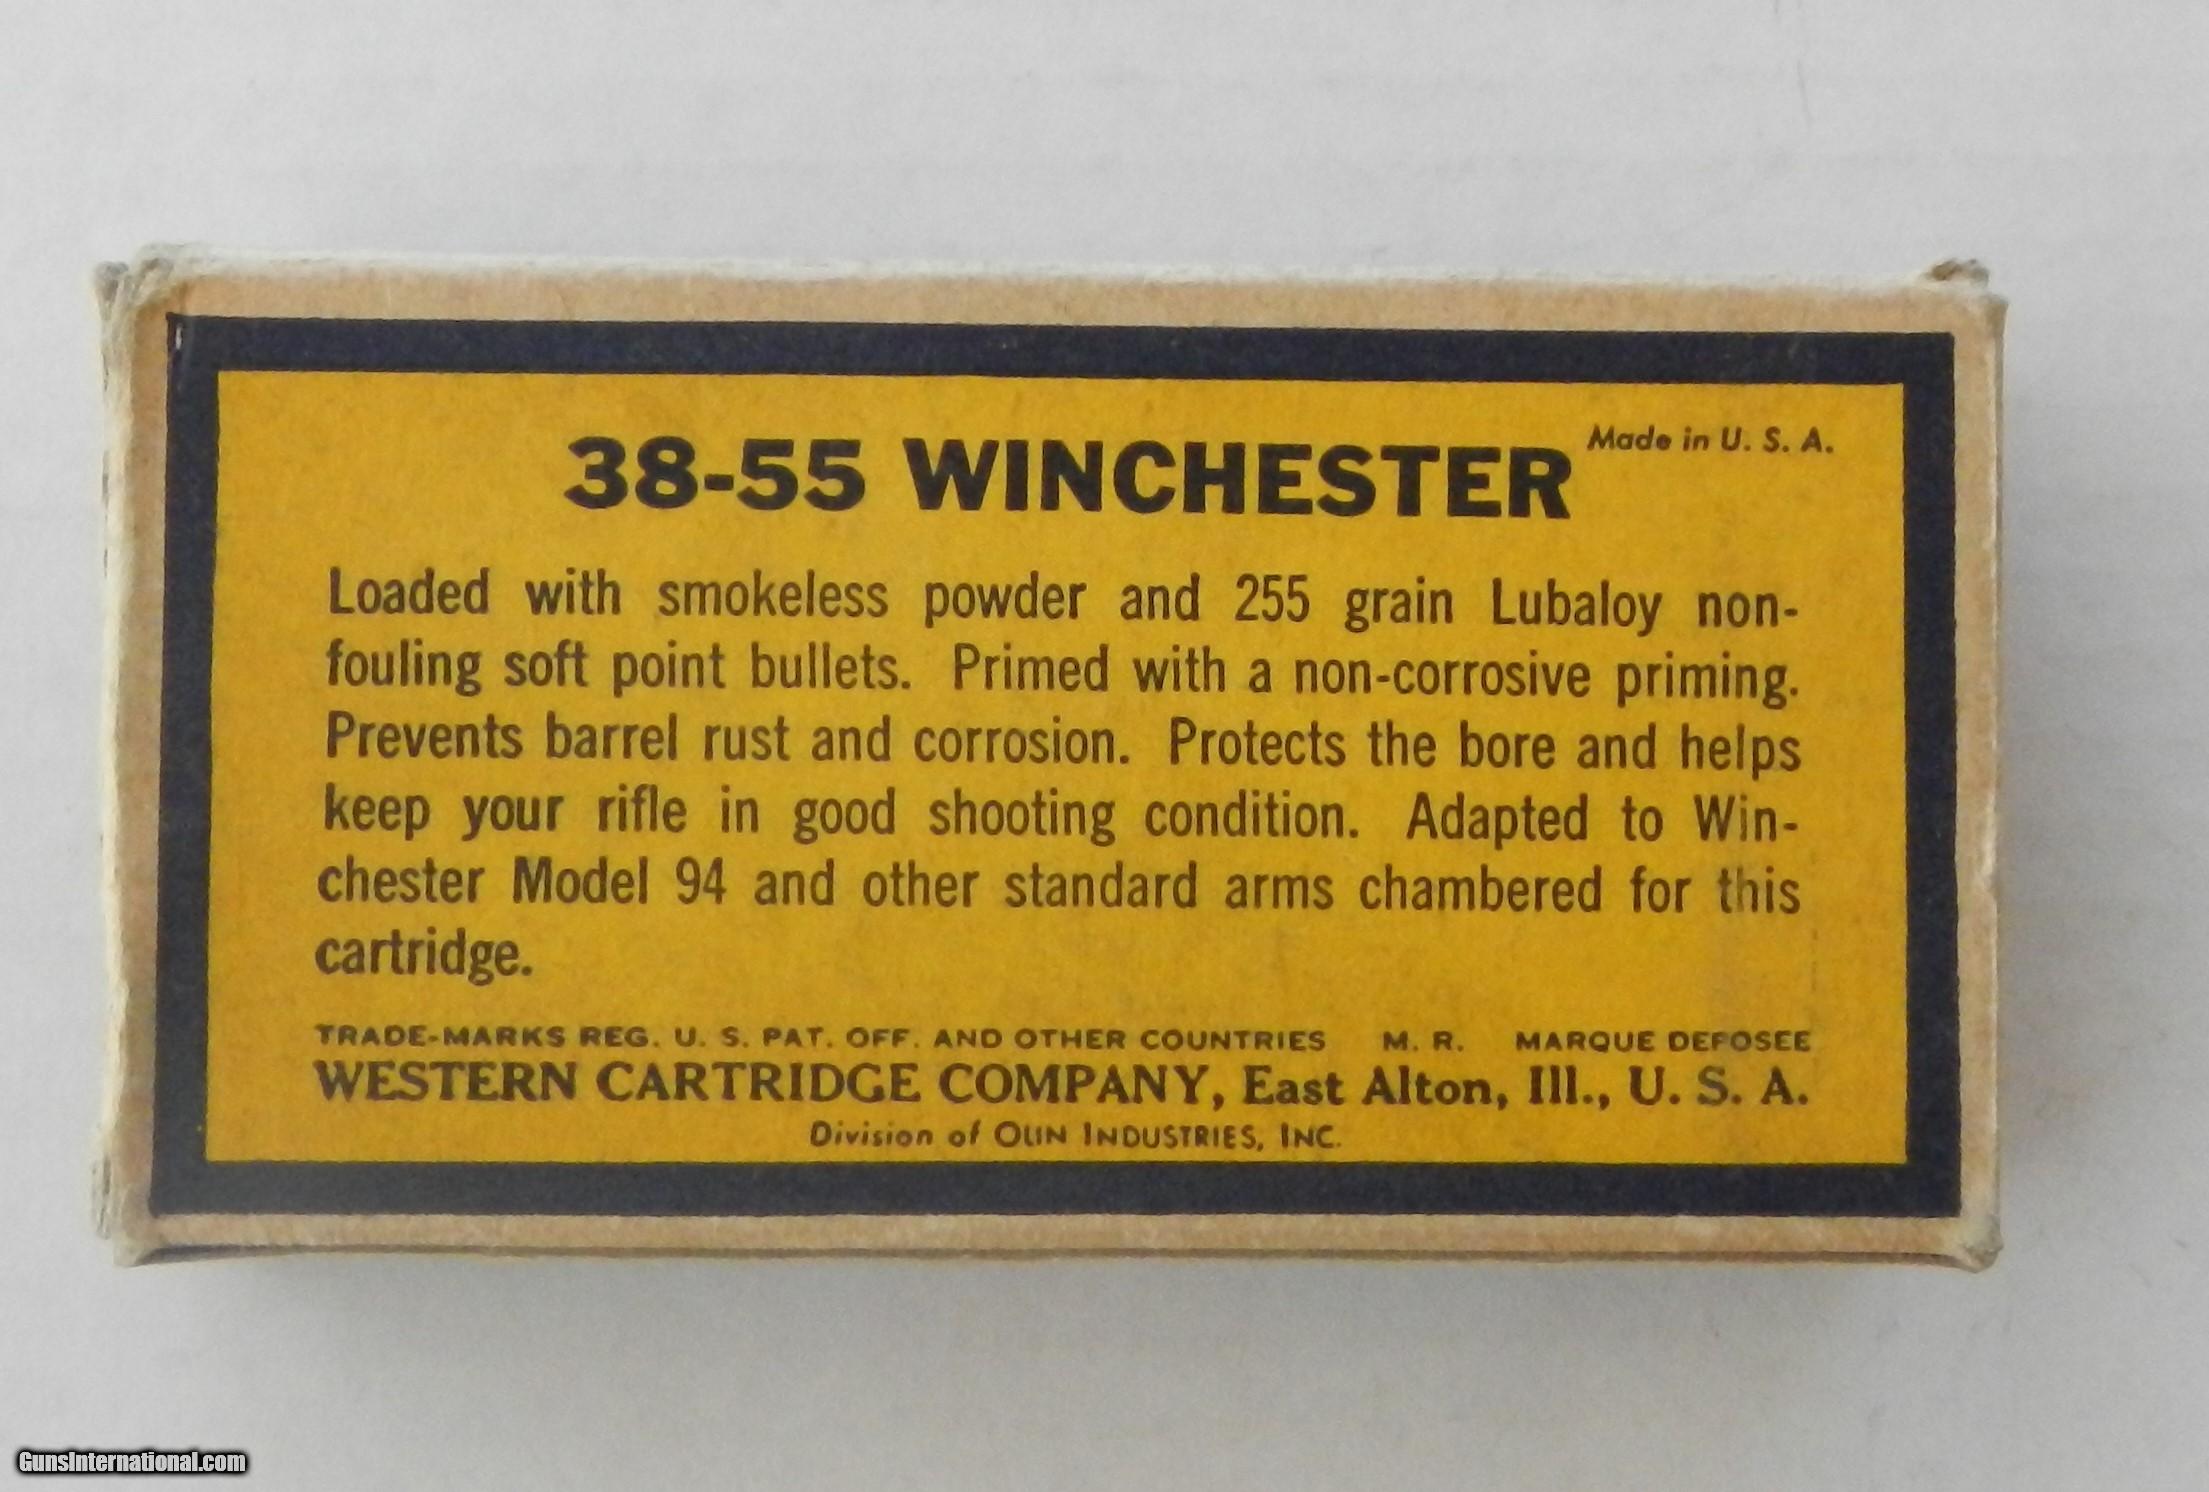 38-55 WINCHESTER Made in U. S. A.
Loaded with smokeless powder and 255 grain Lubaloy non-
fouling soft point bullets. Primed with a non-corrosive priming.
Prevents barrel rust and corrosion. Protects the bore and helps
keep your rifle in good shooting condition. Adapted to Win-
chester Model 94 and other standard arms chambered for this
cartridge.
TRADE-MARKS REG. U. S. PAT. OFF. AND OTHER COUNTRIES M. R. MARQUE DEPOSEE
WESTERN CARTRIDGE COMPANY, East Alton, Ill., U. S. A.
Division of OLIN INDUSTRIES, INC.
GunsInternational.com